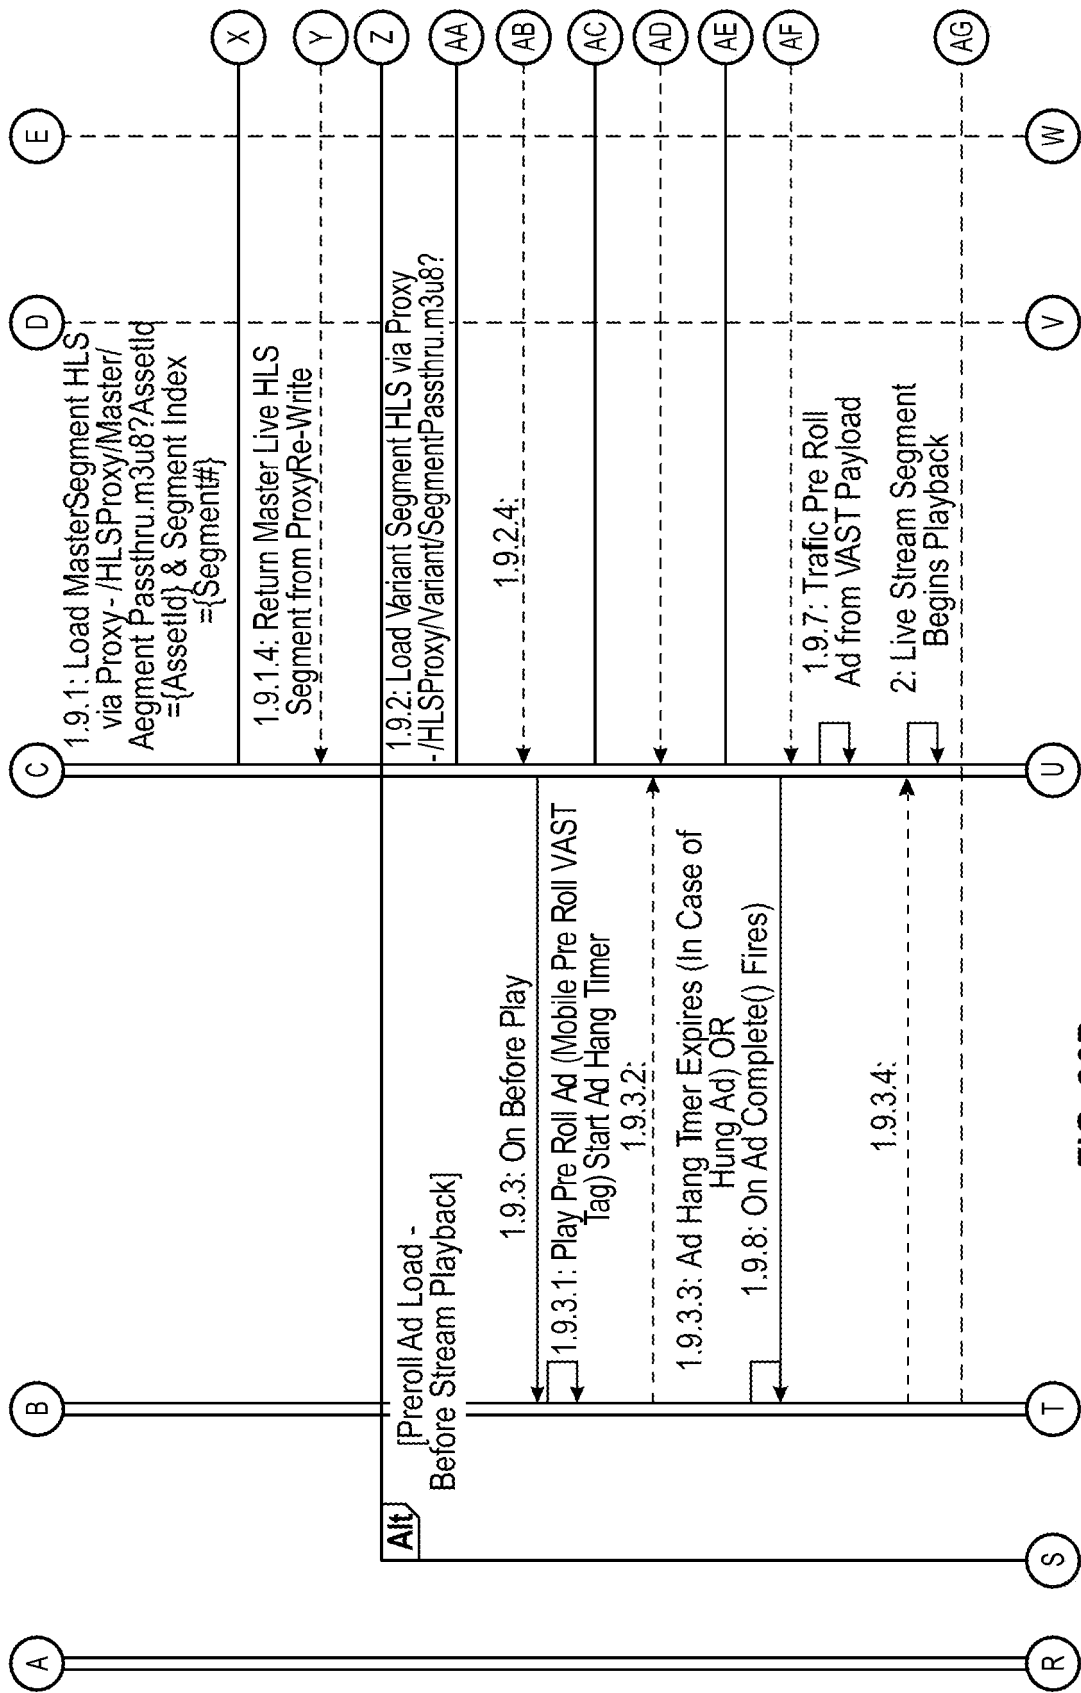 A
B
C
D
E
1.9.1: Load MasterSegment HLS
via Proxy- /HLSProxy/Master/
Aegment Passthru.m3u8?AssetId
={AssetId} & Segment Index
={Segment#}
X
1.9.1.4: Return Master Live HLS
Segment from ProxyRe-Write
Y
Z
Alt
[Preroll Ad Load -
Before Stream Playback]
1.9.2: Load Variant Segment HLS via Proxy
-/HLSProxy/Variant/SegmentPassthru.m3u8?
AA
1.9.2.4:
AB
1.9.3: On Before Play
1.9.3.1: Play Pre Roll Ad (Mobile Pre Roll VAST
Tag) Start Ad Hang Timer
AC
1.9.3.2:
AD
1.9.3.3: Ad Hang Tmer Expires (In Case of
Hung Ad) OR
AE
1.9.8: On Ad Complete() Fires)
AF
1.9.7: Traffic Pre Roll
Ad from VAST Payload
1.9.3.4:
2: Live Stream Segment
Begins Playback
AG
R
S
T
U
V
W